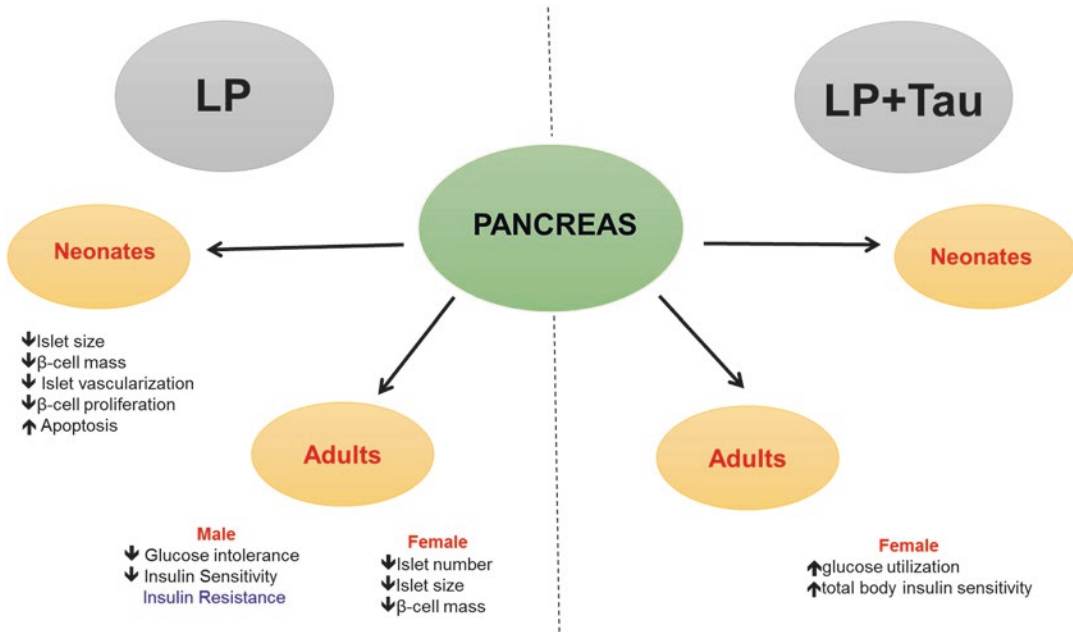 LP
LP+Tau
PANCREAS
Neonates
Neonates
↓Islet size
↓β-cell mass
↓ Islet vascularization
↓β-cell proliferation
↑ Apoptosis
Adults
Adults
Male
↓ Glucose intolerance
↓ Insulin Sensitivity
Insulin Resistance
Female
↓Islet number
↓Islet size
↓β-cell mass
Female
↑glucose utilization
↑total body insulin sensitivity